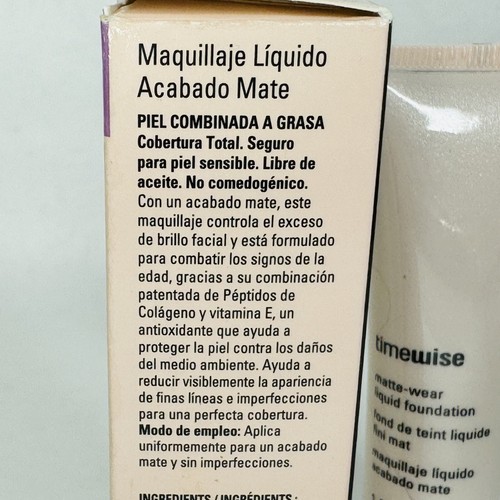 Maquillaje Líquido
Acabado Mate
PIEL COMBINADA A GRASA
Cobertura Total. Seguro
para piel sensible. Libre de
aceite. No comedogénico.
Con un acabado mate, este
maquillaje controla el exceso
de brillo facial y está formulado
para combatir los signos de la
edad, gracias a su combinación
patentada de Péptidos de
Colágeno y vitamina E, un
antioxidante que ayuda a
proteger la piel contra los daños
del medio ambiente. Ayuda a
reducir visiblemente la apariencia
de finas líneas e imperfecciones
para una perfecta cobertura.
Modo de empleo: Aplica
uniformemente para un acabado
mate y sin imperfecciones.
INGREDIENTS / INGRÉDIENTS :
timewise
matte-wear
liquid foundation
fond de teint liquide
fini mat
maquillaje líquido
acabado mate